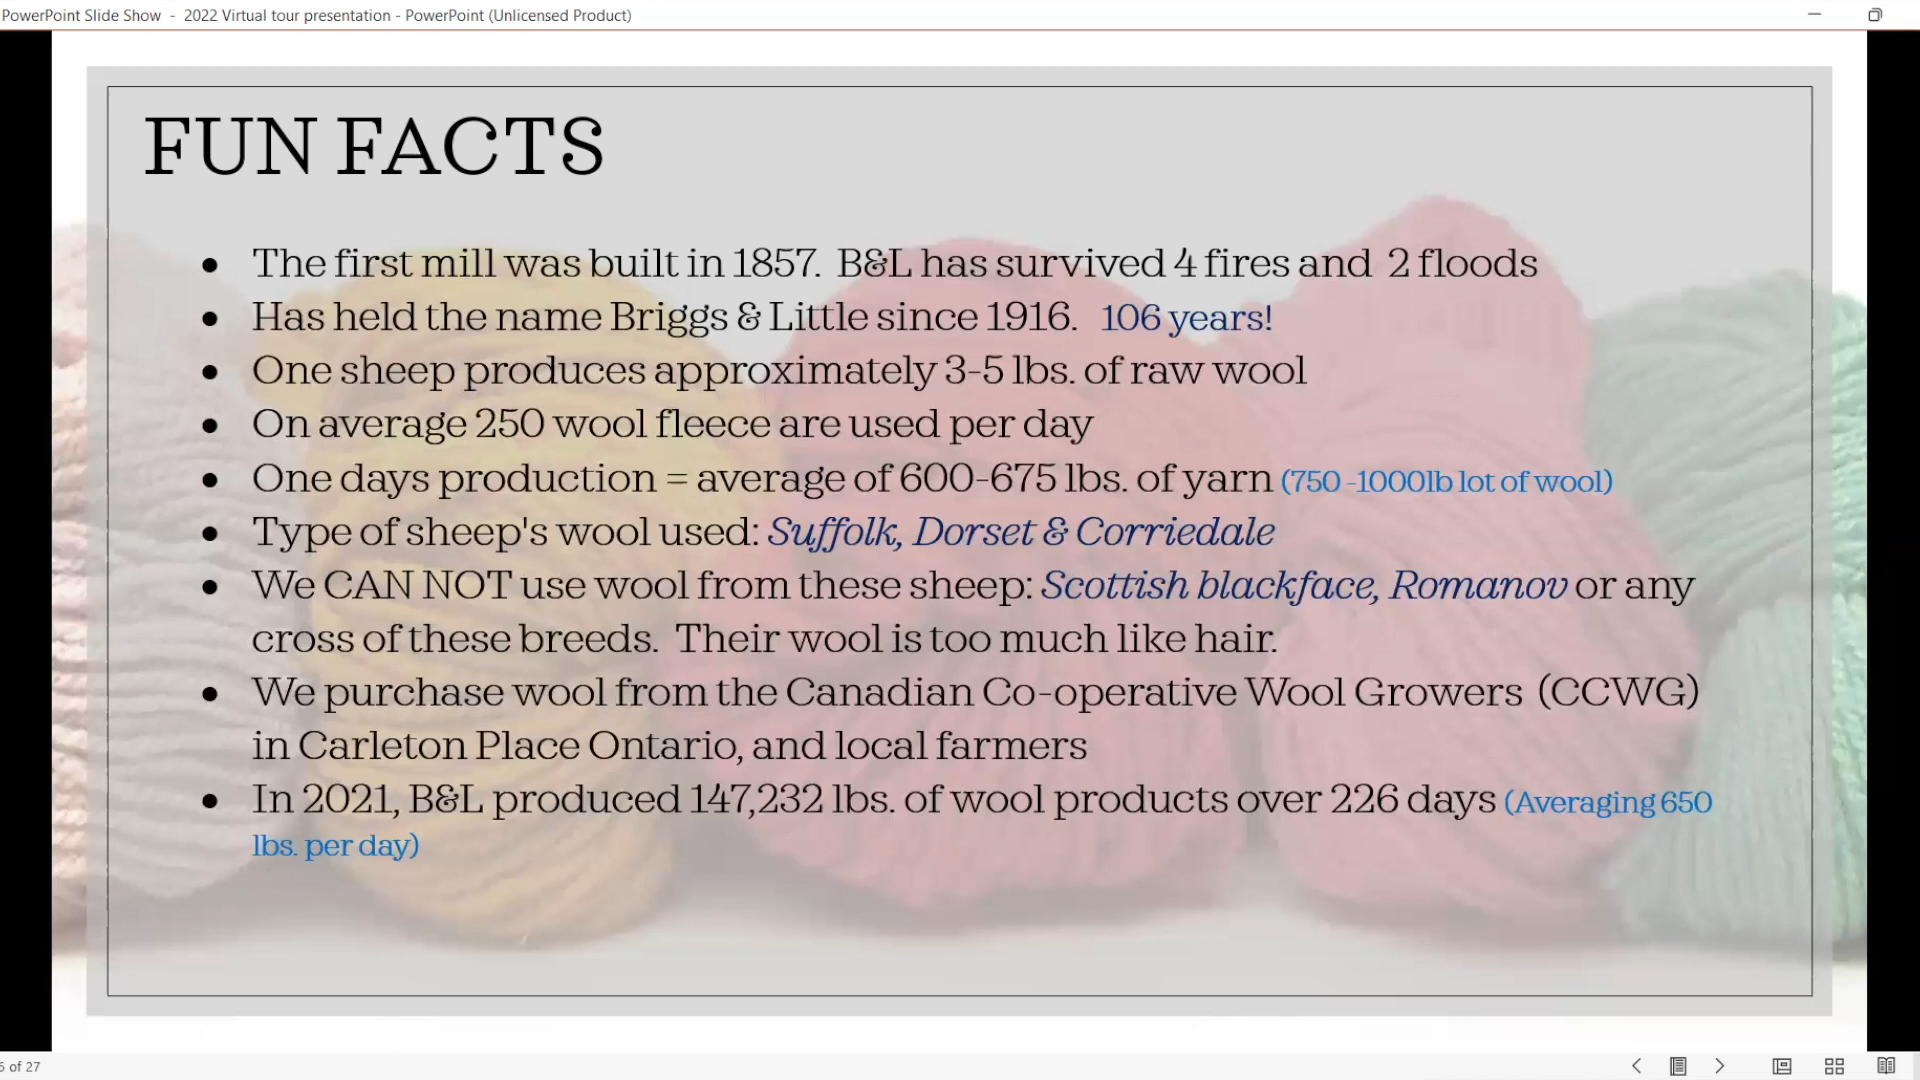 PowerPoint Slide Show - 2022 Virtual tour presentation - PowerPoint (Unlicensed Product)
FUN FACTS
• The first mill was built in 1857. B&L has survived 4 fires and 2 floods
• Has held the name Briggs & Little since 1916. 106 years!
• One sheep produces approximately 3-5 lbs. of raw wool
• On average 250 wool fleece are used per day
• One days production = average of 600-675 lbs. of yarn (750 -1000lb lot of wool)
• Type of sheep's wool used: Suffolk, Dorset & Corriedale
• We CAN NOT use wool from these sheep: Scottish blackface, Romanov or any
cross of these breeds. Their wool is too much like hair.
• We purchase wool from the Canadian Co-operative Wool Growers (CCWG)
in Carleton Place Ontario, and local farmers
• In 2021, B&L produced 147,232 lbs. of wool products over 226 days (Averaging 650
lbs. per day)
of 27